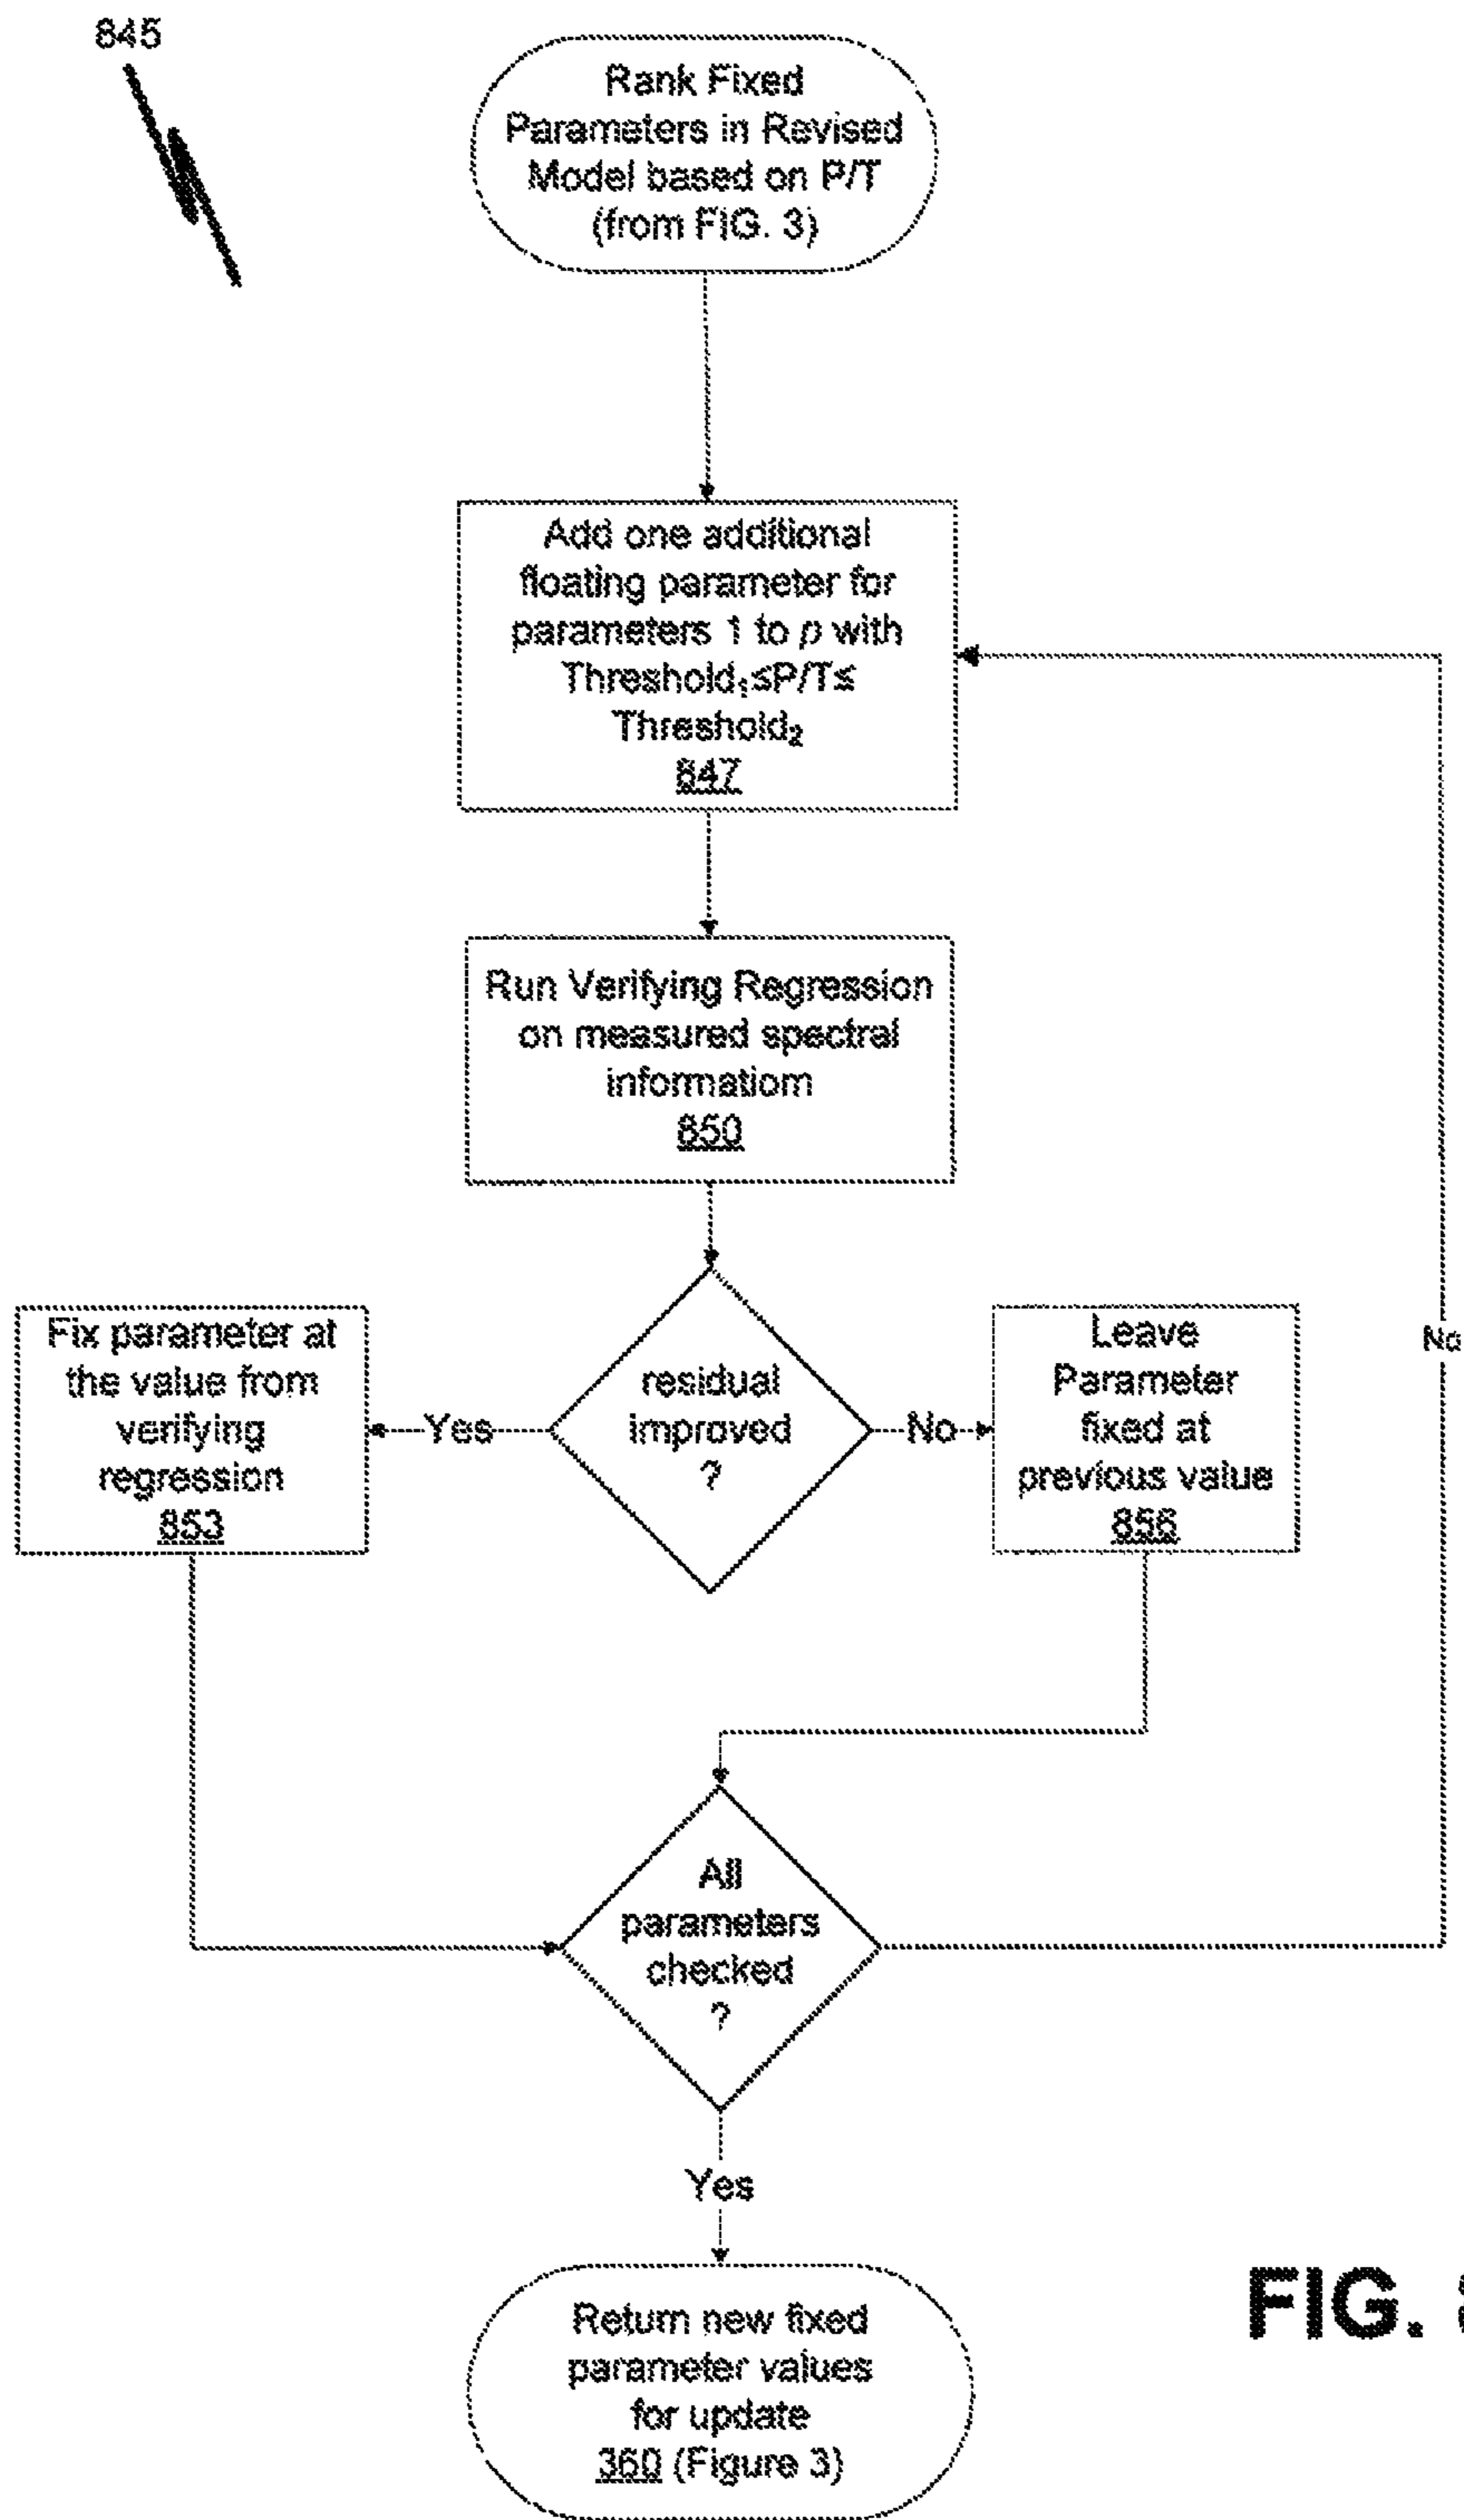 845
Rank Fixed
Parameters in Revised
Model based on P/T
(from FIG. 3)
Add one additional
floating parameter for
parameters 1 to p with
Threshold₁≤P/T≤
Threshold₂
847
Run Verifying Regression
on measured spectral
informatiom
850
Fix parameter at
the value from
verifying
regression
853
Yes
residual
improved
?
No
Leave
Parameter
fixed at
previous value
856
No
All
parameters
checked
?
Yes
Return new fixed
parameter values
for update
360 (Figure 3)
FIG.